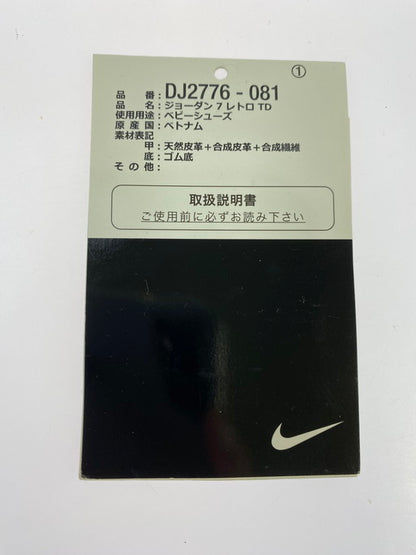 ①
品 番：DJ2776 - 081
品 名：ジョーダン 7 レトロ TD
使用用途：ベビーシューズ
原 産 国：ベトナム
素材表記
甲：天然皮革＋合成皮革＋合成繊維
底：ゴム底
そ の 他：
取扱説明書
ご使用前に必ずお読み下さい